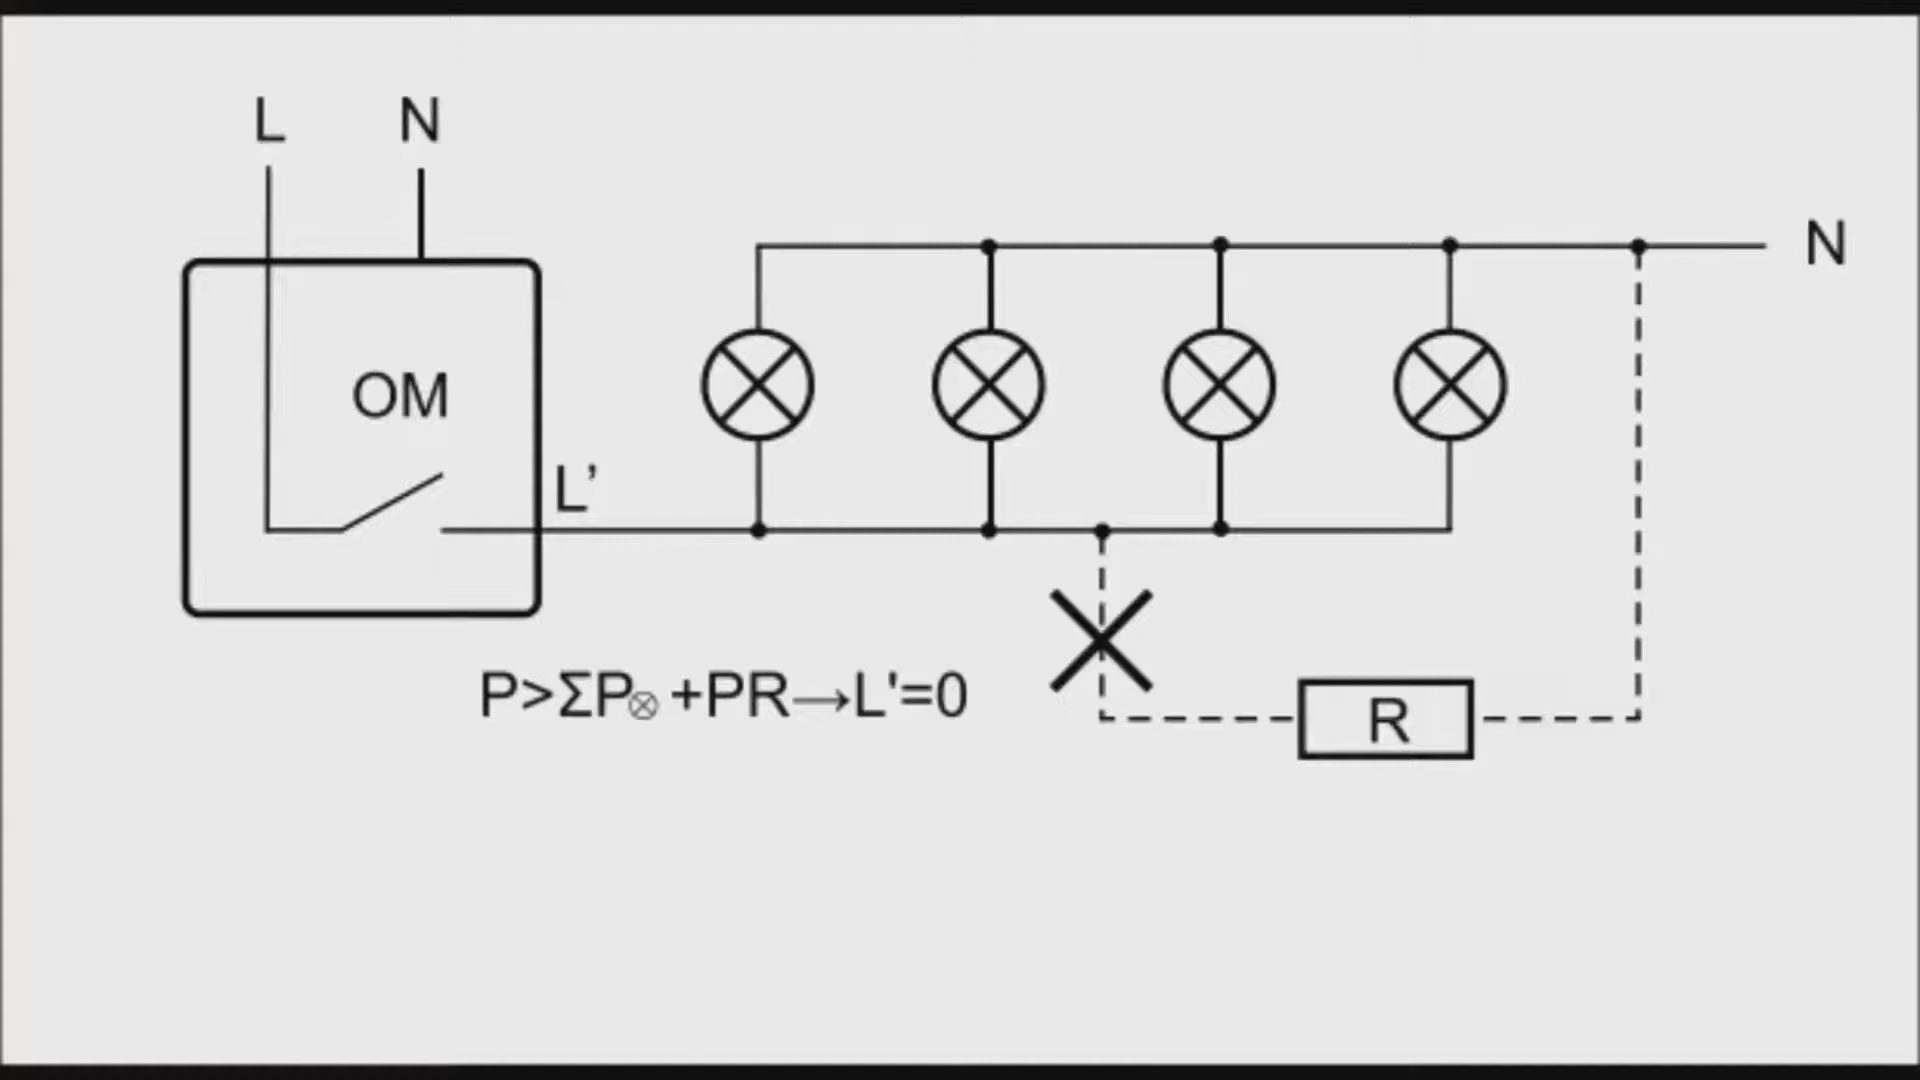 L N
N
OM
L’
P>ΣP⊗ +PR→L'=0
R